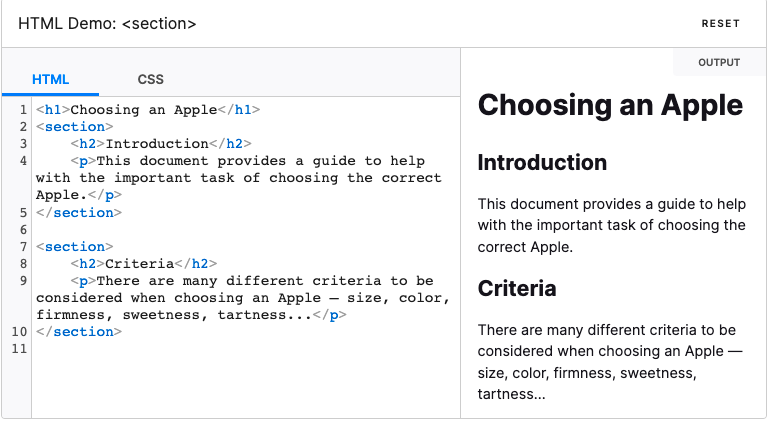 HTML Demo: <section>
RESET
HTML
CSS
OUTPUT
1 <h1>Choosing an Apple</h1>
2 <section>
3     <h2>Introduction</h2>
4     <p>This document provides a guide to help
with the important task of choosing the correct
Apple.</p>
5 </section>
6
7 <section>
8     <h2>Criteria</h2>
9     <p>There are many different criteria to be
considered when choosing an Apple — size, color,
firmness, sweetness, tartness...</p>
10 </section>
11
Choosing an Apple
Introduction
This document provides a guide to help
with the important task of choosing the
correct Apple.
Criteria
There are many different criteria to be
considered when choosing an Apple —
size, color, firmness, sweetness,
tartness...